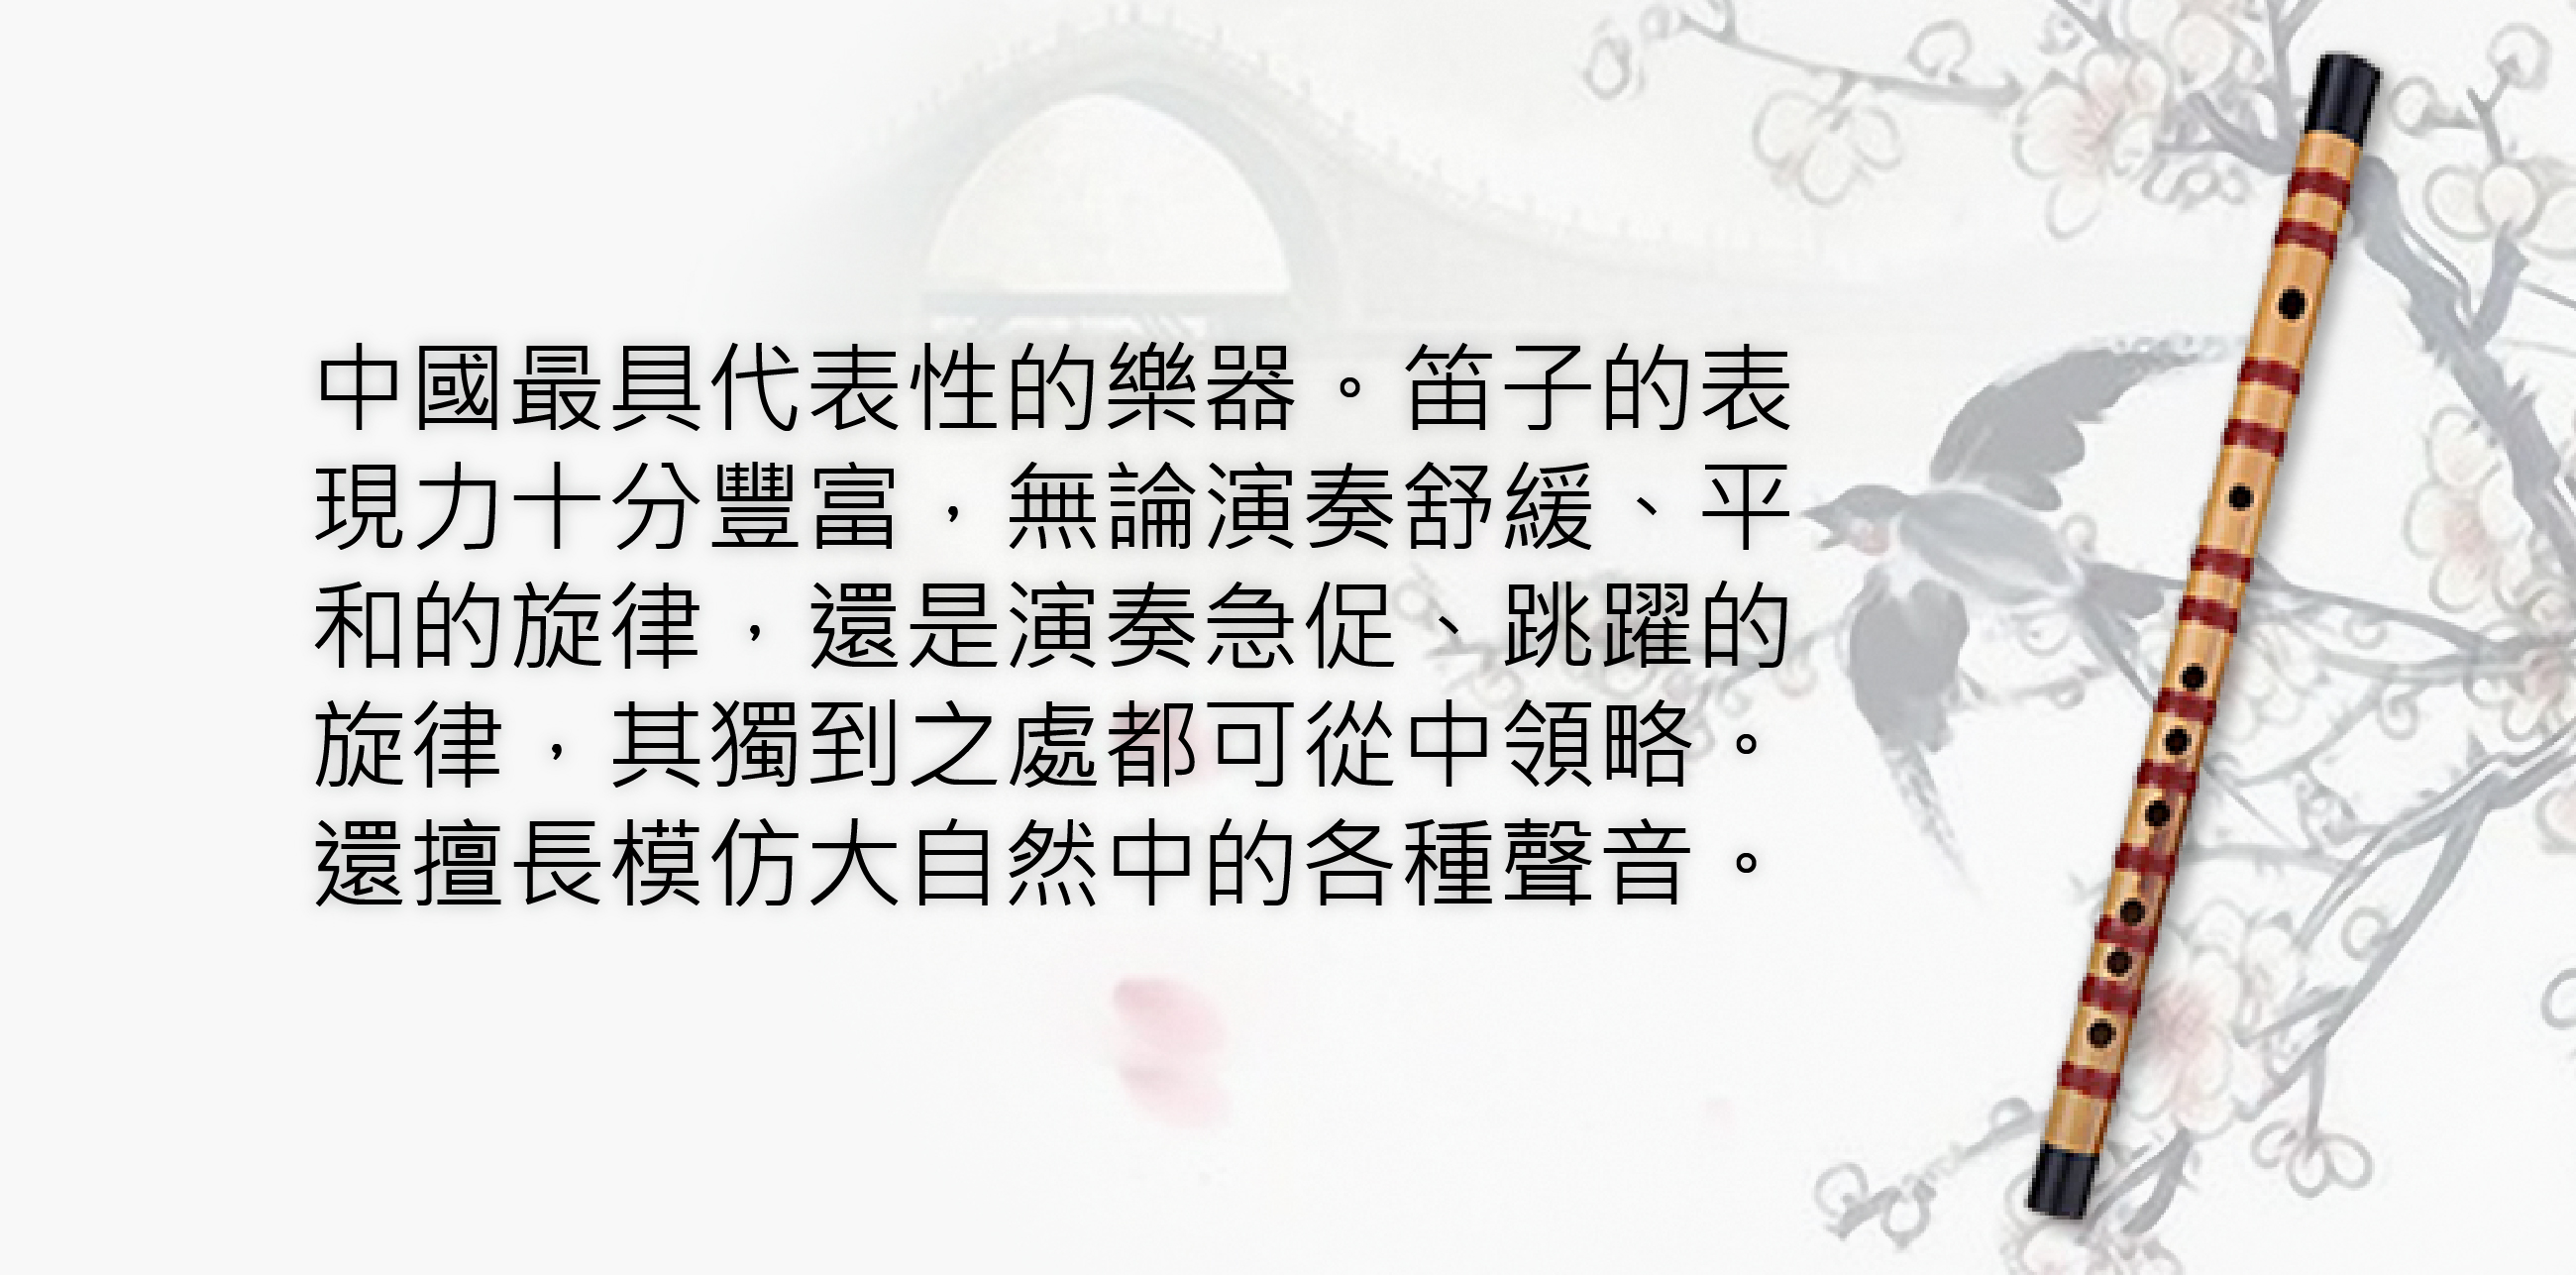 中國最具代表性的樂器。笛子的表
現力十分豐富，無論演奏舒緩、平
和的旋律，還是演奏急促、跳躍的
旋律，其獨到之處都可從中領略。
還擅長模仿大自然中的各種聲音。